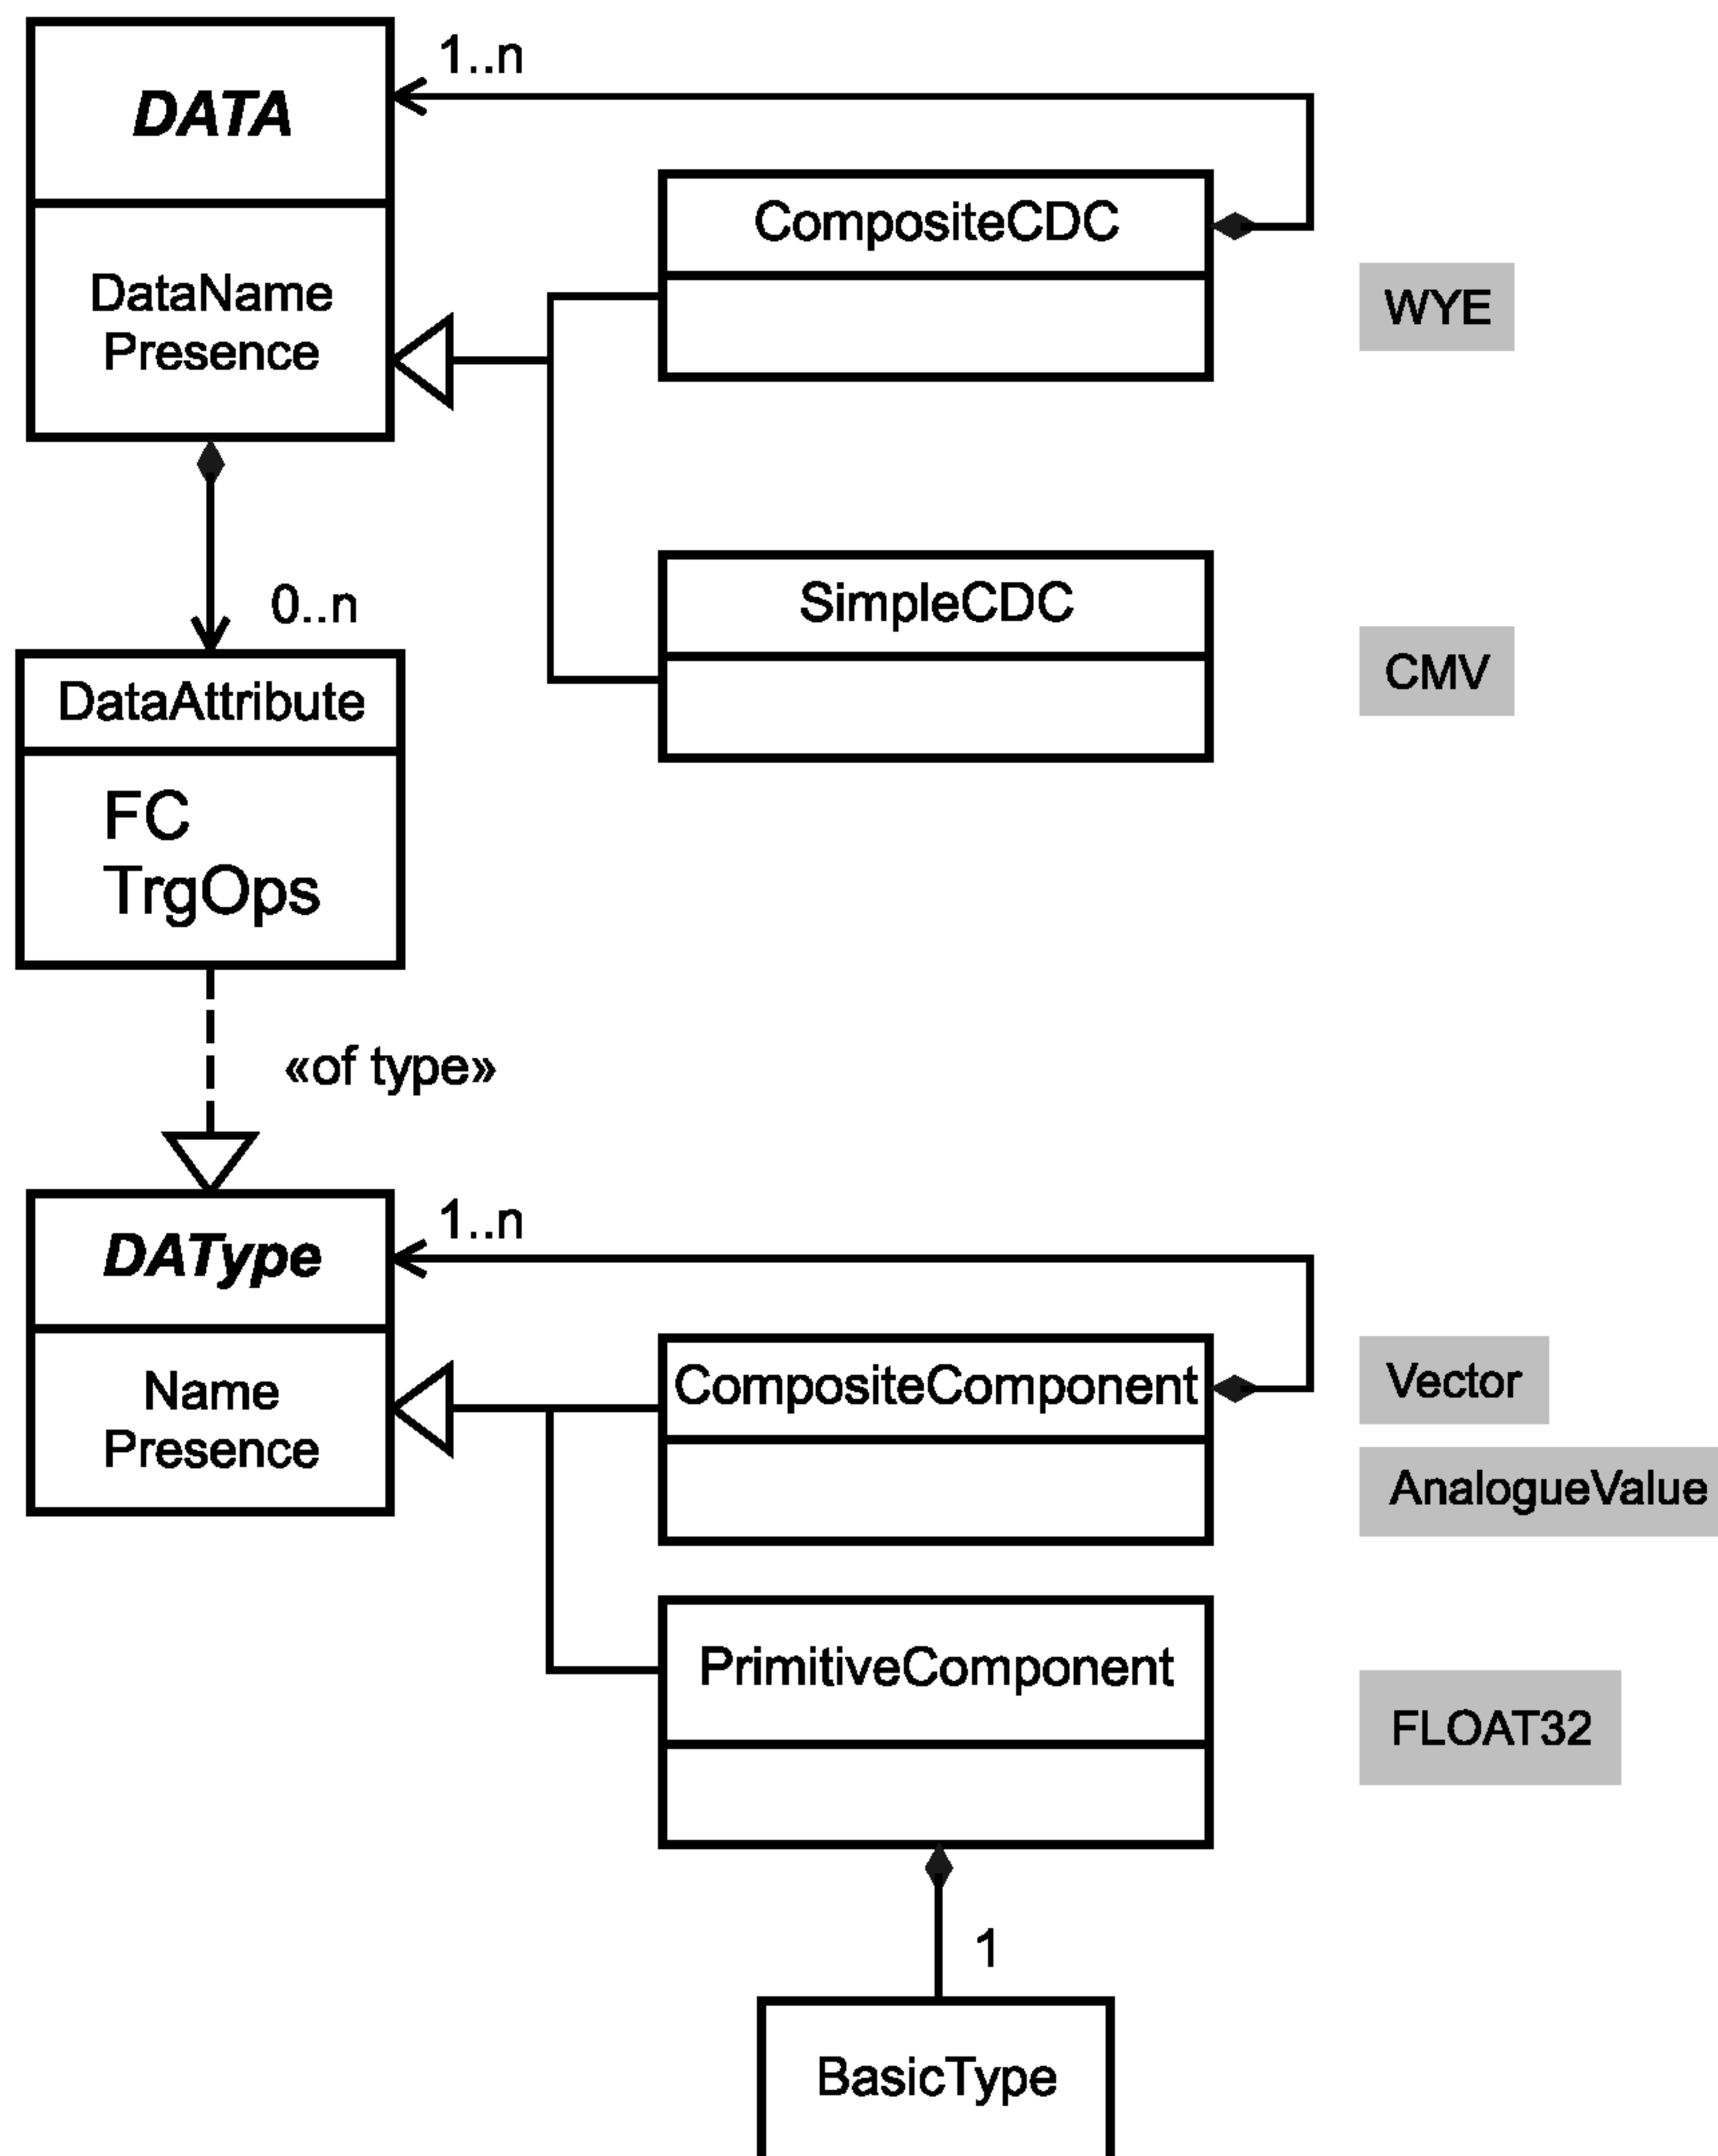 1..n
DATA
CompositeCDC
DataName
Presence
WYE
SimpleCDC
0..n
CMV
DataAttribute
FC
TrgOps
«of type»
1..n
DAType
CompositeComponent
Vector
Name
Presence
AnalogueValue
PrimitiveComponent
FLOAT32
1
BasicType